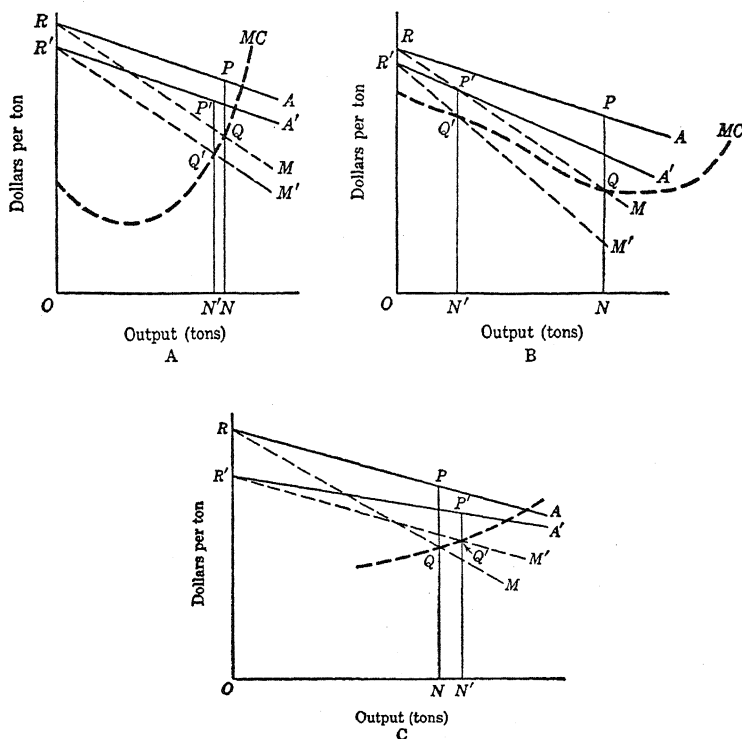 R
R'
MC
P
P'
A
A'
Q
Q'
M
M'
Dollars per ton
O
N' N
Output (tons)
A
R
R'
P'
P
A
MC
Q'
A'
Q
M
M'
Dollars per ton
O
N'
N
Output (tons)
B
R
R'
P
P'
A
A'
Q
Q'
M'
M
Dollars per ton
O
N
N'
Output (tons)
C